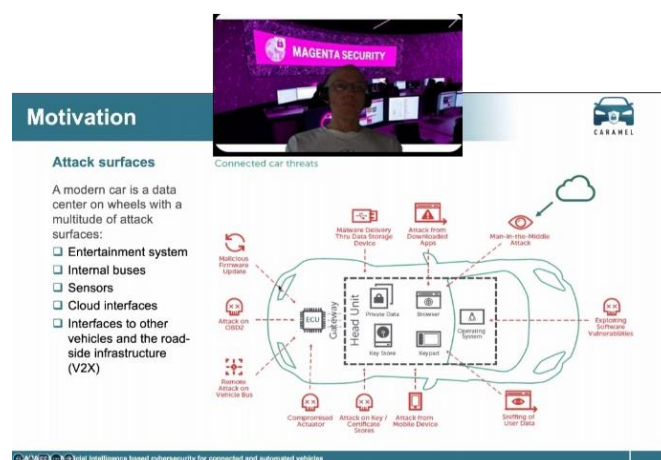 MAGENTA SECURITY
Motivation
CARAMEL
Attack surfaces
A modern car is a data
center on wheels with a
multitude of attack
surfaces:
Entertainment system
Internal buses
Sensors
Cloud interfaces
Interfaces to other
vehicles and the road-
side infrastructure
(V2X)
Connected car threats
Malicious
Firmware
Update
Malware Delivery
Thru Data Storage
Device
Attack from
Downloaded
Apps
Man-in-the-Middle
Attack
Attack on
OBD2
ECU
Gateway
Head Unit
Private Data
Browser
Key Stores
Keypad
Operating
System
Exploiting
Software
Vulnerabilities
Remote
Attack on
Vehicle Bus
Compromised
Actuator
Attack on Key /
Certificate
Stores
Attack from
Mobile Device
Sniffing of
User Data
intelligence based cybersecurity for connected and automated vehicles